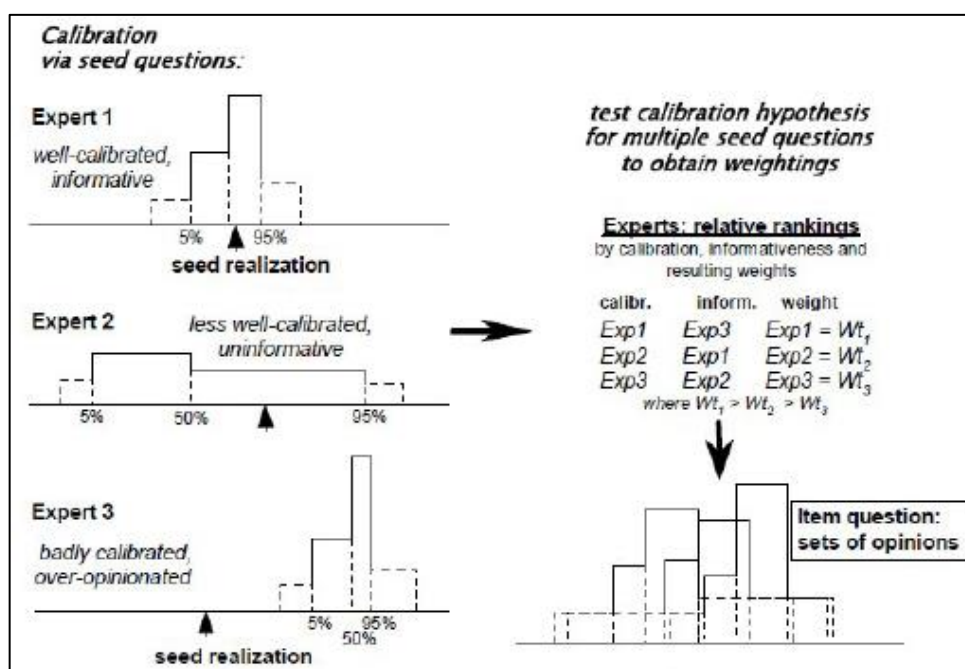 Calibration
via seed questions:
Expert 1
well-calibrated,
informative
5%
95%
seed realization
Expert 2
less well-calibrated,
uninformative
5%
50%
95%
Expert 3
badly calibrated,
over-opinionated
5%
95%
50%
seed realization
test calibration hypothesis
for multiple seed questions
to obtain weightings
Experts: relative rankings
by calibration, informativeness and
resulting weights
calibr. inform. weight
Exp1 Exp3 Exp1 = Wt₁
Exp2 Exp1 Exp2 = Wt₂
Exp3 Exp2 Exp3 = Wt₃
where Wt₁ > Wt₂ > Wt₃
Item question:
sets of opinions